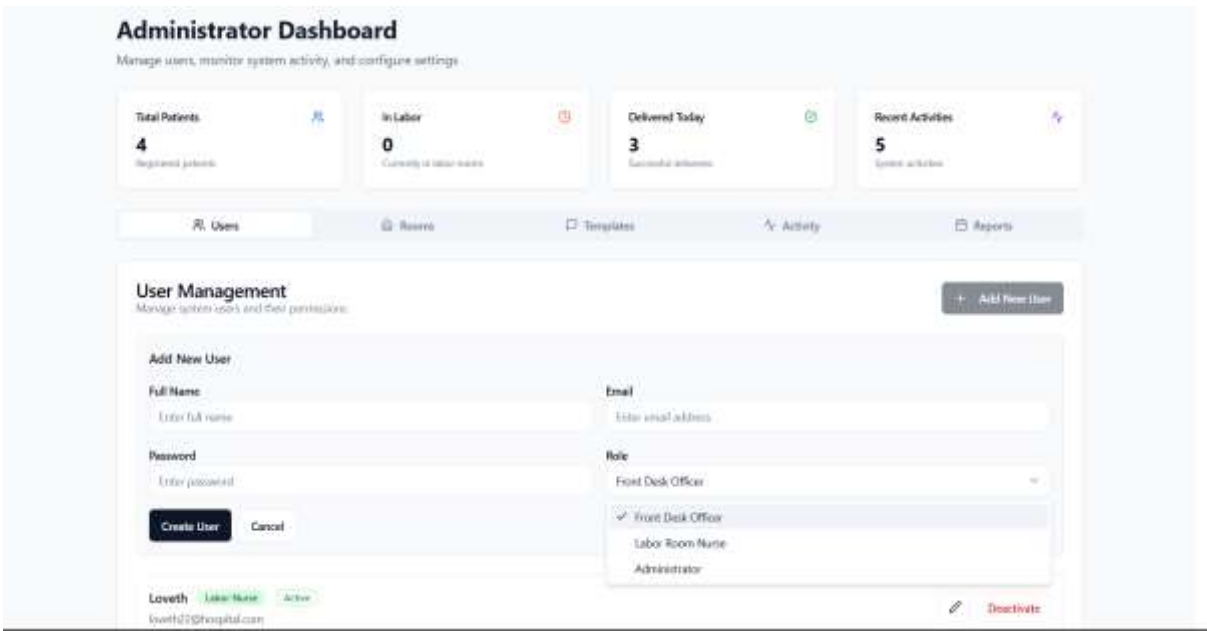 Administrator Dashboard
Manage users, monitor system activity, and configure settings
Total Patients
4
Registered patients
In Labor
0
Currently in labor rooms
Delivered Today
3
Successful deliveries
Recent Activities
5
System activities
Users
Rooms
Templates
Activity
Reports
User Management
Manage system users and their permissions
+ Add New User
Add New User
Full Name
Email
Enter full name
Enter email address
Password
Role
Enter password
Front Desk Officer
Front Desk Officer
Create User
Cancel
Labor Room Nurse
Administrator
Loveth Labor Nurse Active
Deactivate
loveth22@hospital.com